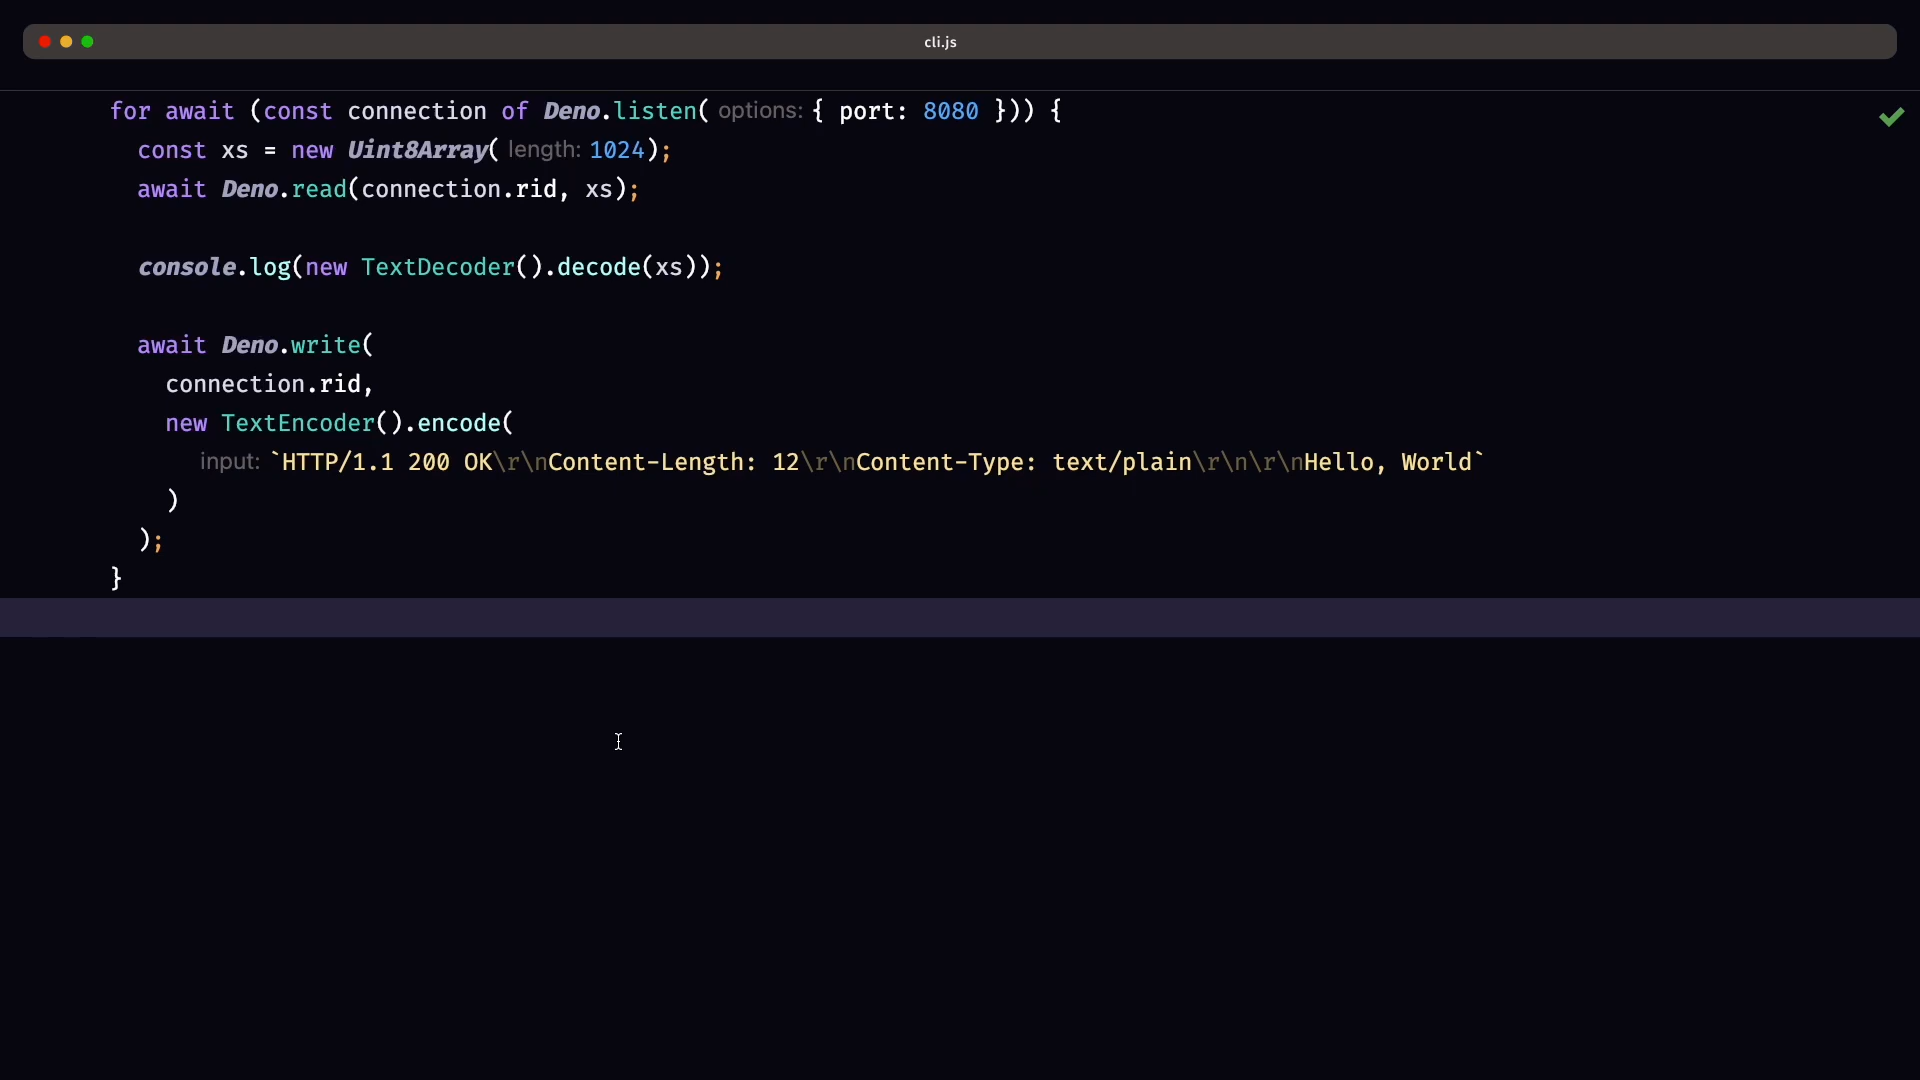 cli.js
for await (const connection of Deno.listen( options: { port: 8080 })) {
const xs = new Uint8Array( length: 1024);
await Deno.read(connection.rid, xs);
console.log(new TextDecoder().decode(xs));
await Deno.write(
connection.rid,
new TextEncoder().encode(
input: `HTTP/1.1 200 OK\r\nContent-Length: 12\r\nContent-Type: text/plain\r\n\r\nHello, World`
)
);
}